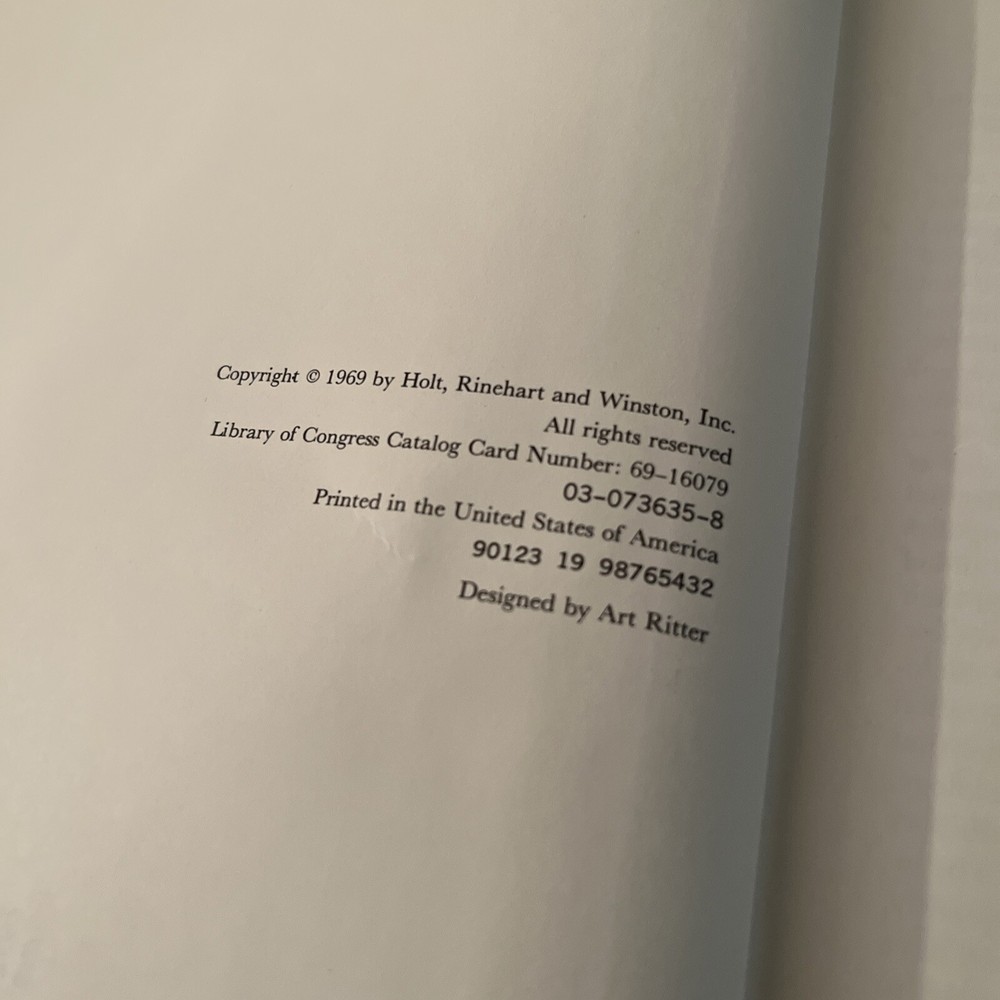 Copyright © 1969 by Holt, Rinehart and Winston, Inc.
All rights reserved
Library of Congress Catalog Card Number: 69–16079
03–073635–8
Printed in the United States of America
90123 19 98765432
Designed by Art Ritter